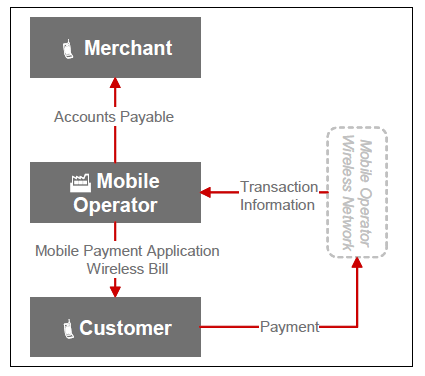 Merchant
Accounts Payable
Mobile
Operator
Transaction
Information
Mobile Operator
Wireless Network
Mobile Payment Application
Wireless Bill
Customer
Payment